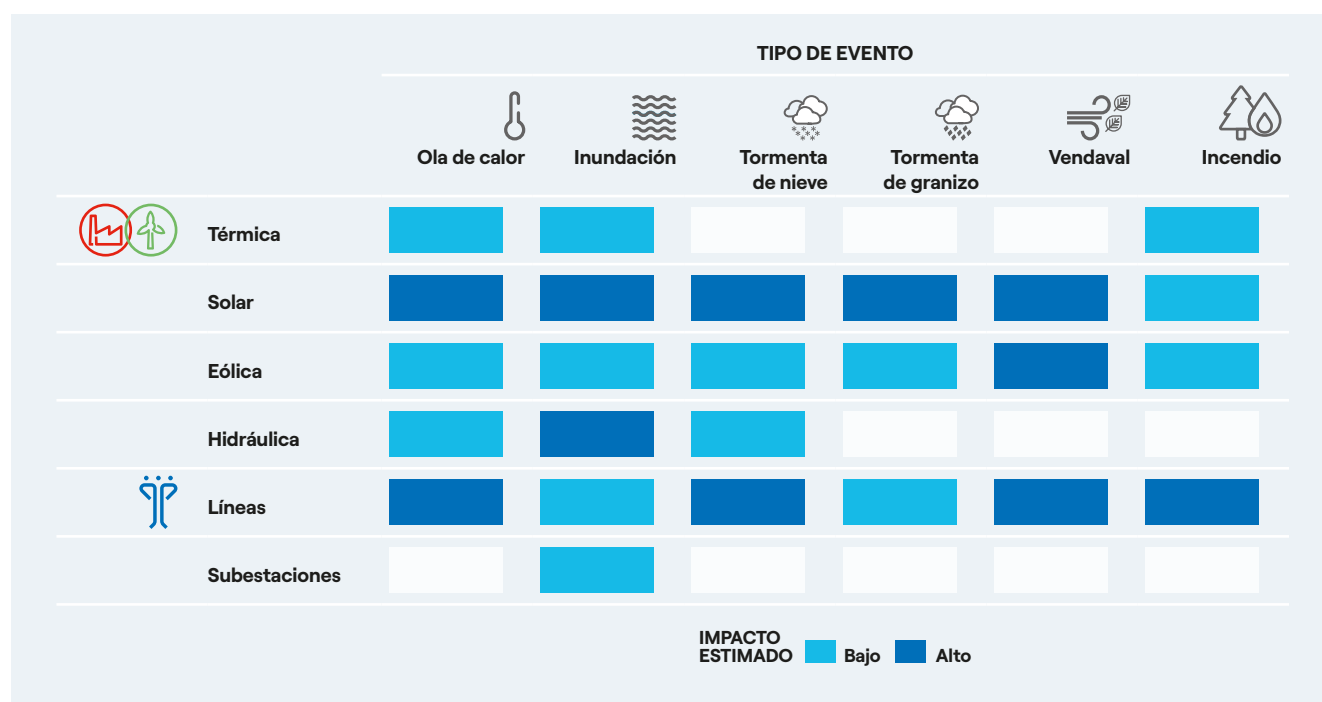 TIPO DE EVENTO
Ola de calor
Inundación
Tormenta
de nieve
Tormenta
de granizo
Vendaval
Incendio
Térmica
Solar
Eólica
Hidráulica
Líneas
Subestaciones
IMPACTO
ESTIMADO
Bajo
Alto